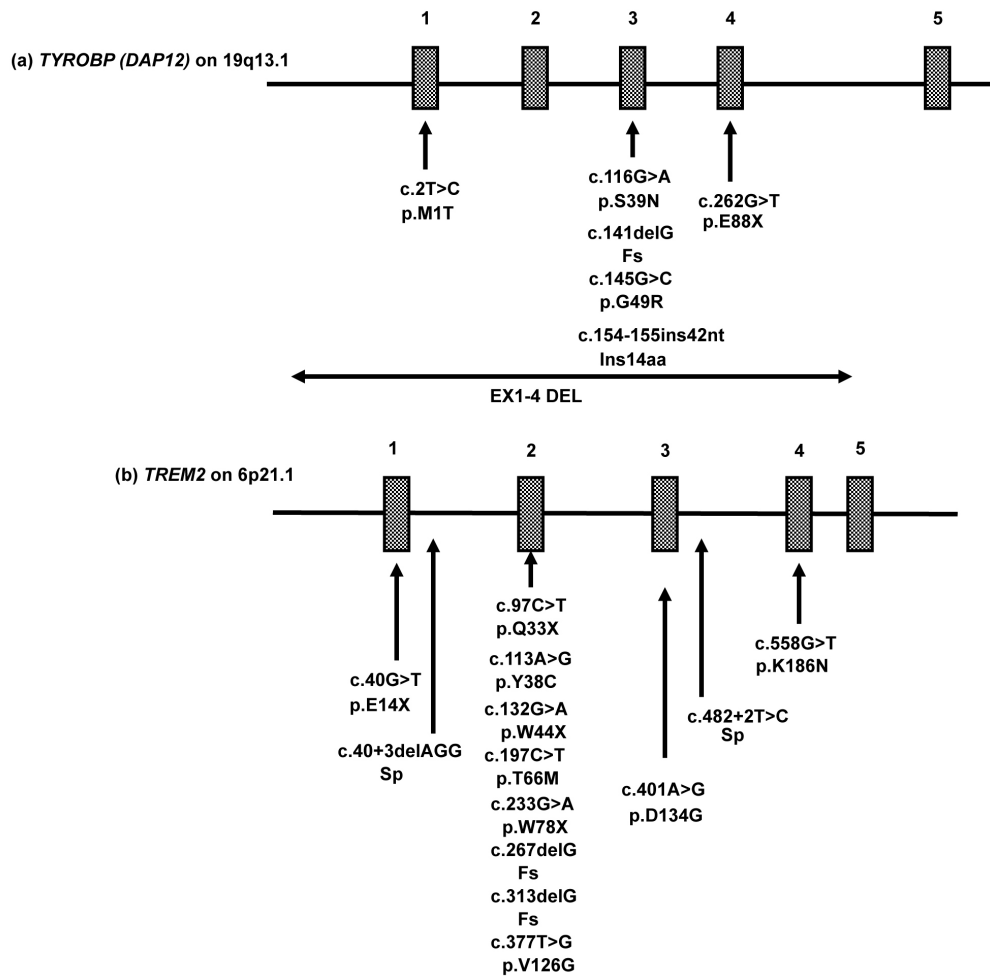 1 2 3 4 5
(a) TYROBP (DAP12) on 19q13.1
c.2T>C
p.M1T
c.116G>A
p.S39N
c.141delG
Fs
c.145G>C
p.G49R
c.154-155ins42nt
Ins14aa
c.262G>T
p.E88X
EX1-4 DEL
1 2 3 4 5
(b) TREM2 on 6p21.1
c.40G>T
p.E14X
c.40+3delAGG
Sp
c.97C>T
p.Q33X
c.113A>G
p.Y38C
c.132G>A
p.W44X
c.197C>T
p.T66M
c.233G>A
p.W78X
c.267delG
Fs
c.313delG
Fs
c.377T>G
p.V126G
c.401A>G
p.D134G
c.482+2T>C
Sp
c.558G>T
p.K186N